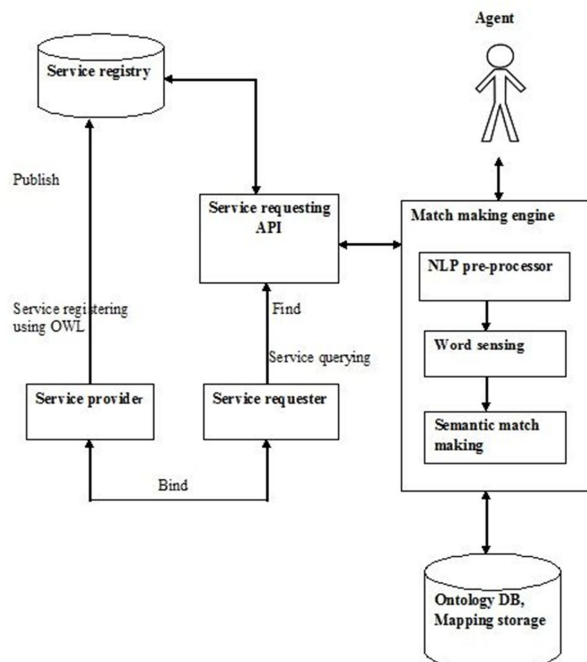 Agent
Service registry
Publish
Service requesting
API
Match making engine
NLP pre-processor
Service registering
using OWL
Find
Word sensing
Service querying
Service provider
Service requester
Semantic match
making
Bind
Ontology DB,
Mapping storage